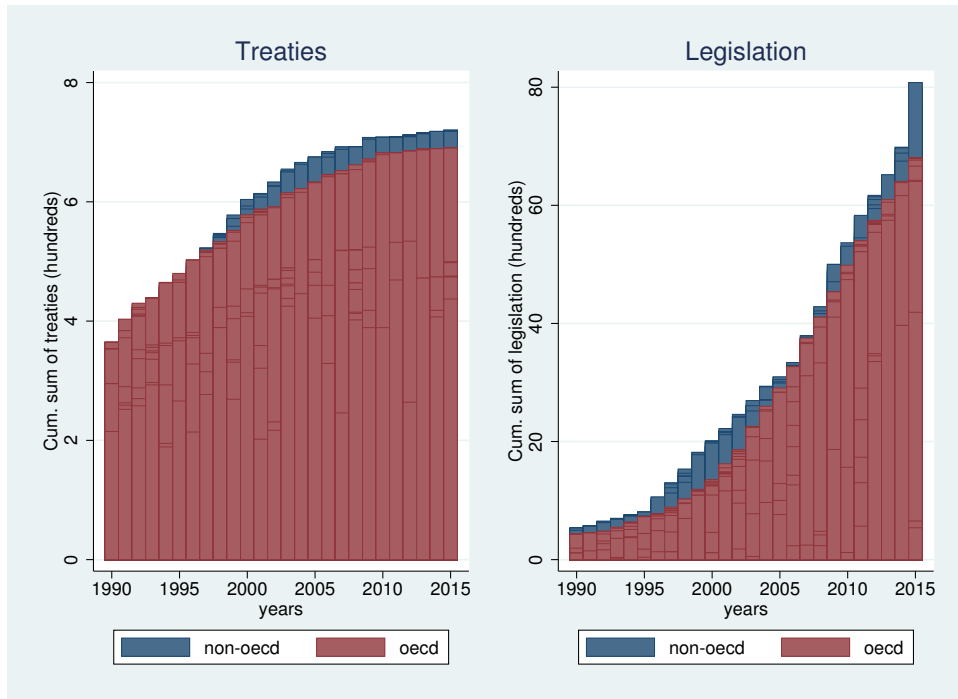 Treaties
Cum. sum of treaties (hundreds)
8
6
4
2
0
1990 1995 2000 2005 2010 2015
years
non-oecd oecd
Legislation
Cum. sum of legislation (hundreds)
80
60
40
20
0
1990 1995 2000 2005 2010 2015
years
non-oecd oecd